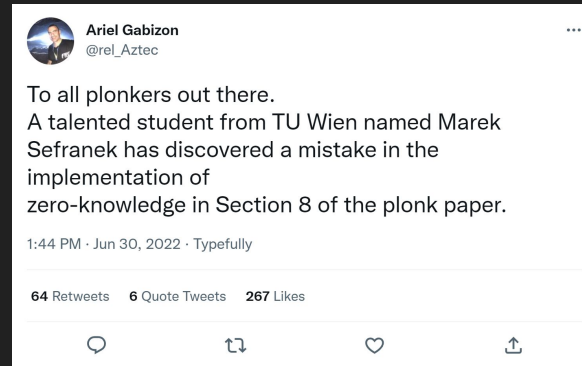 Ariel Gabizon
@rel_Aztec
To all plonkers out there.
A talented student from TU Wien named Marek
Sefranek has discovered a mistake in the
implementation of
zero-knowledge in Section 8 of the plonk paper.
1:44 PM · Jun 30, 2022 · Typefully
64 Retweets 6 Quote Tweets 267 Likes